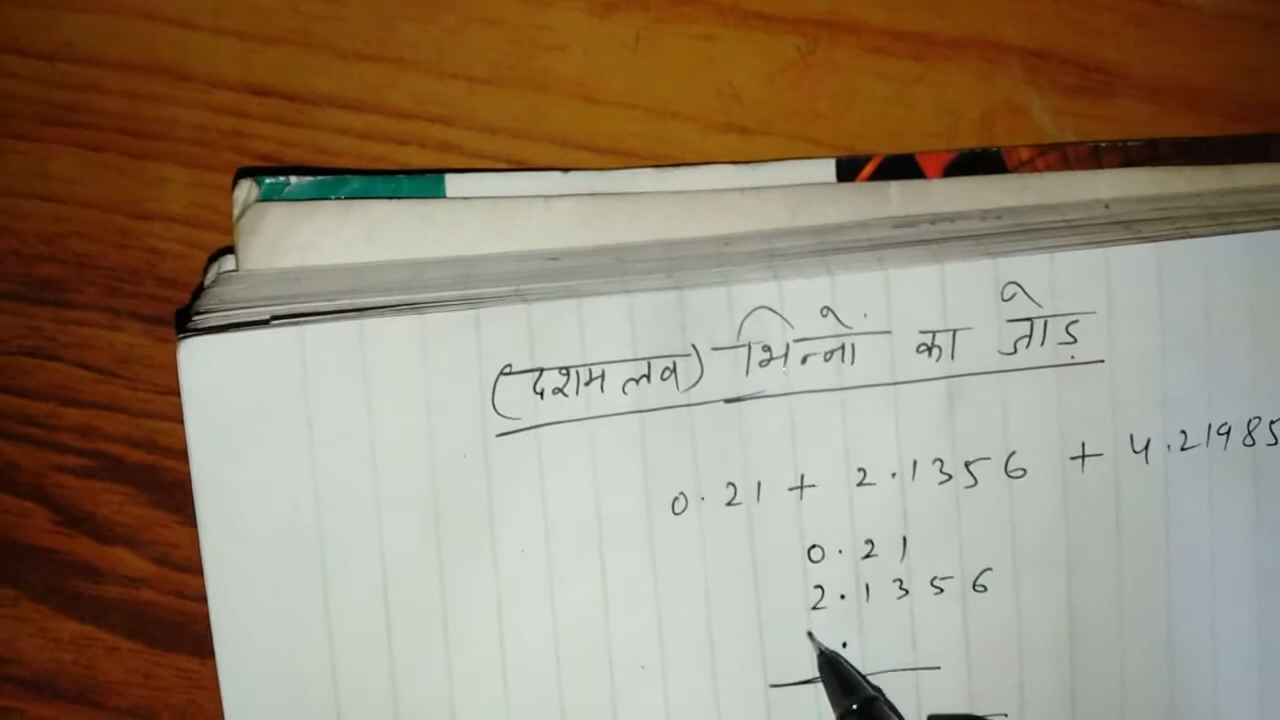 (दशमलव) भिन्नों का जोड़
0.21 + 2.1356 + 4.21985
0.21
2.1356
.